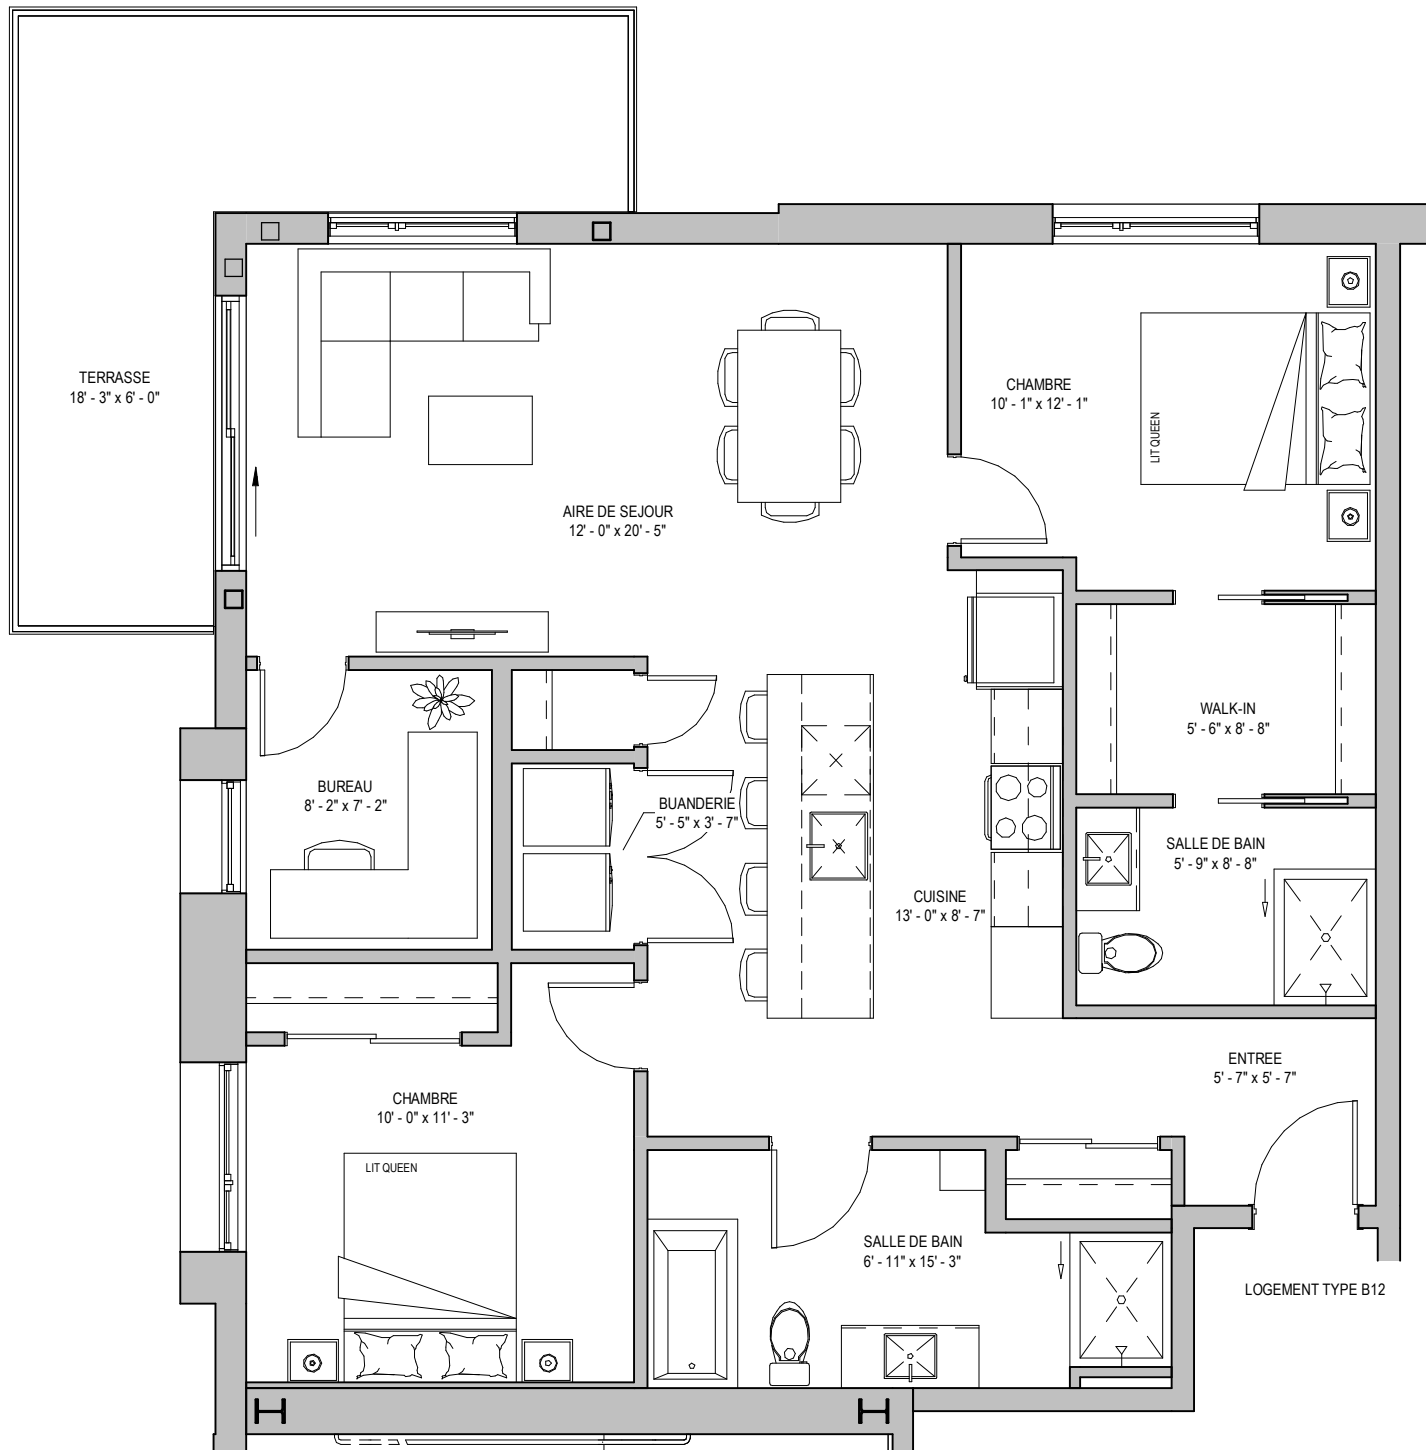 TERRASSE
18' - 3" x 6' - 0"
CHAMBRE
10' - 1" x 12' - 1"
LIT QUEEN
AIRE DE SEJOUR
12' - 0" x 20' - 5"
WALK-IN
5' - 6" x 8' - 8"
BUREAU
8' - 2" x 7' - 2"
BUANDERIE
5' - 5" x 3' - 7"
SALLE DE BAIN
5' - 9" x 8' - 8"
CUISINE
13' - 0" x 8' - 7"
ENTREE
5' - 7" x 5' - 7"
CHAMBRE
10' - 0" x 11' - 3"
LIT QUEEN
SALLE DE BAIN
6' - 11" x 15' - 3"
LOGEMENT TYPE B12